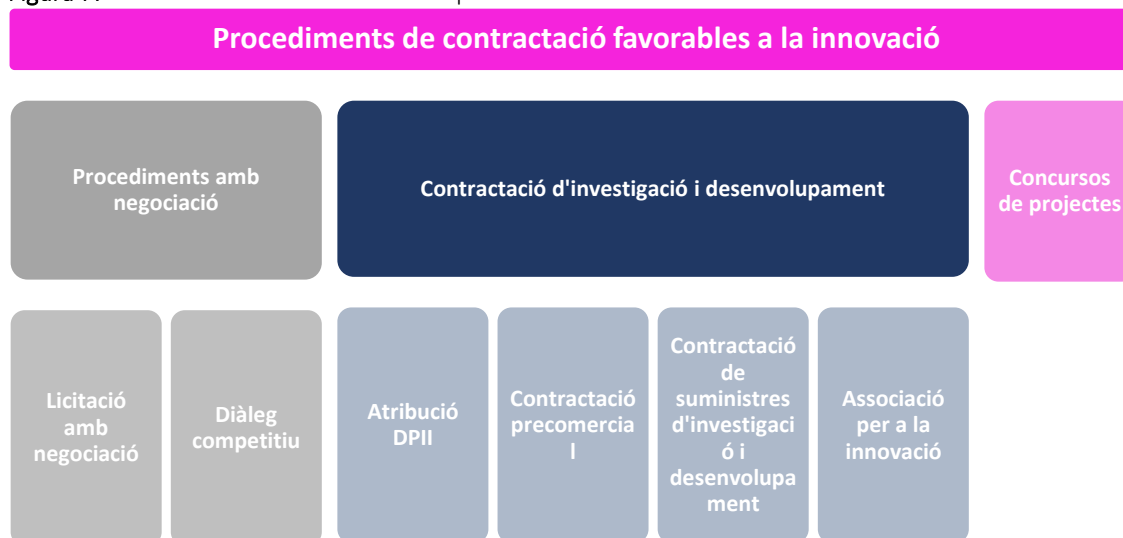 Procediments de contractació favorables a la innovació
Procediments amb
negociació
Contractació d'investigació i desenvolupament
Concursos
de projectes
Licitació
amb
negociació
Diàleg
competitiu
Atribució
DPII
Contractació
precomercia
l
Contractació
de
suministres
d'investigaci
ó i
desenvolupa
ment
Associació
per a la
innovació